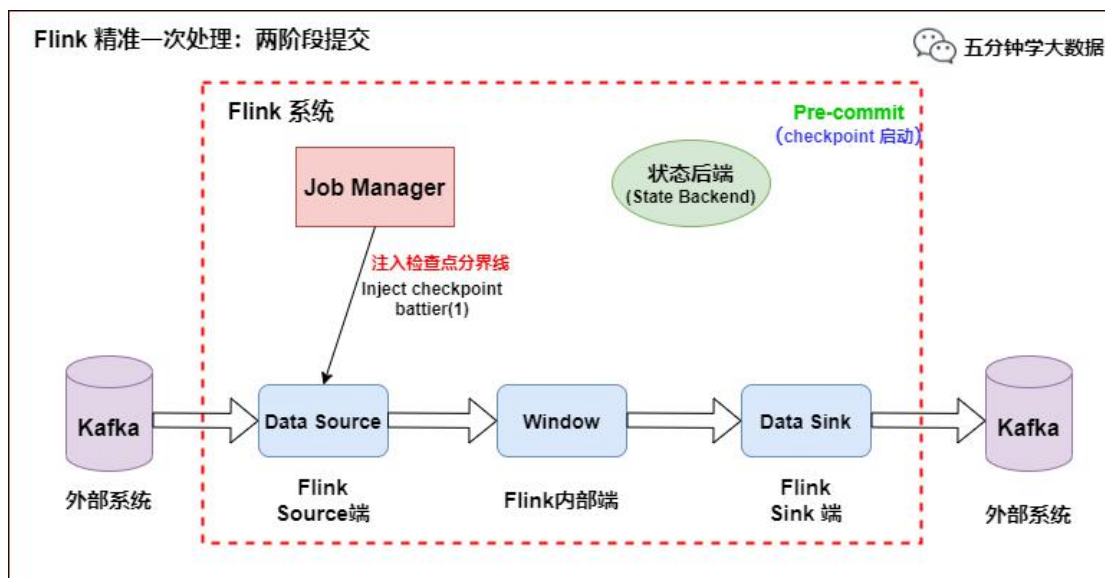 Flink 精准一次处理：两阶段提交
五分钟学大数据
Flink 系统
Pre-commit
（checkpoint 启动）
Job Manager
状态后端
(State Backend)
注入检查点分界线
Inject checkpoint
battier(1)
Kafka
Data Source
Window
Data Sink
Kafka
外部系统
Flink
Source端
Flink内部端
Flink
Sink 端
外部系统